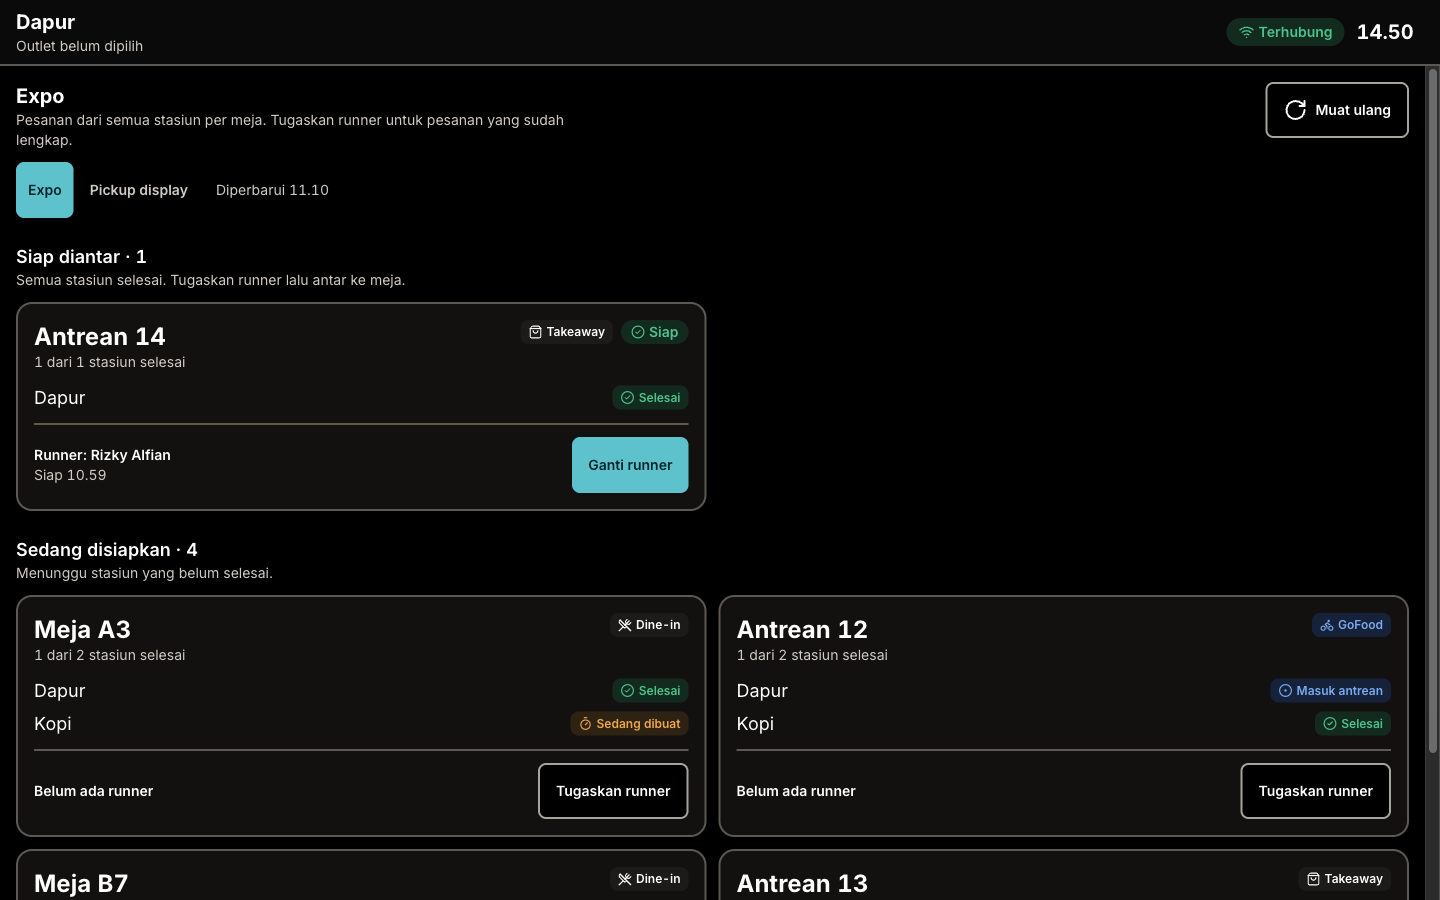 Dapur
Outlet belum dipilih
Terhubung
14.50
Expo
Pesanan dari semua stasiun per meja. Tugaskan runner untuk pesanan yang sudah
lengkap.
Muat ulang
Expo
Pickup display
Diperbarui 11.10
Siap diantar · 1
Semua stasiun selesai. Tugaskan runner lalu antar ke meja.
Antrean 14
Takeaway
Siap
1 dari 1 stasiun selesai
Dapur
Selesai
Runner: Rizky Alfian
Siap 10.59
Ganti runner
Sedang disiapkan · 4
Menunggu stasiun yang belum selesai.
Meja A3
Dine-in
1 dari 2 stasiun selesai
Dapur
Selesai
Kopi
Sedang dibuat
Belum ada runner
Tugaskan runner
Antrean 12
GoFood
1 dari 2 stasiun selesai
Dapur
Masuk antrean
Kopi
Selesai
Belum ada runner
Tugaskan runner
Meja B7
Dine-in
Antrean 13
Takeaway